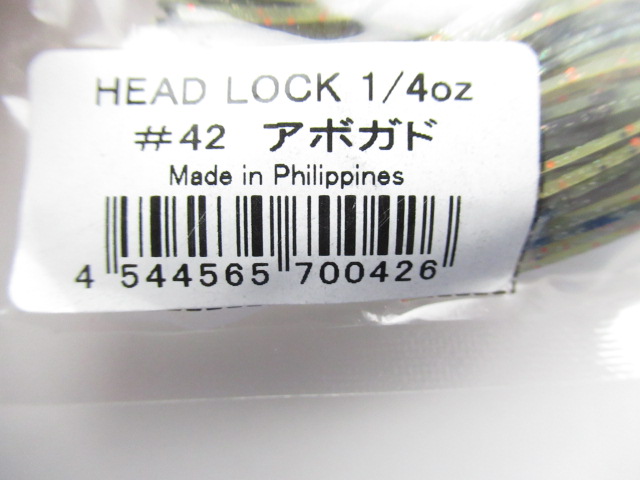 HEAD LOCK 1/4oz
#42 アボガド
Made in Philippines
4 544565 700426